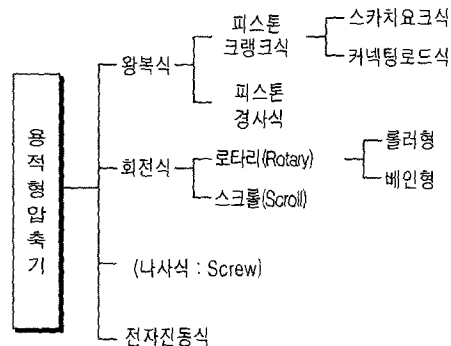 용적형압축기
왕복식
피스톤
크랭크식
스카치요크식
커넥팅로드식
피스톤
경사식
회전식
로타리(Rotary)
롤러형
베인형
스크롤(Scroll)
(나사식 : Screw)
전자진동식